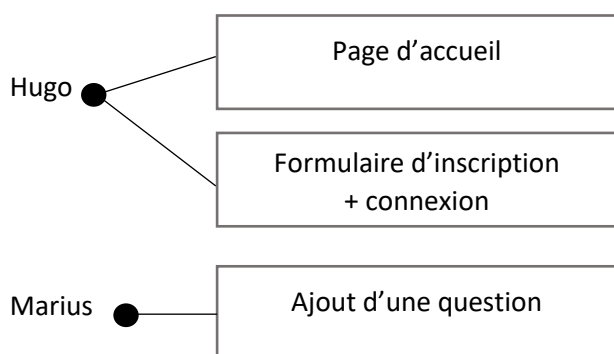 Page d’accueil
Hugo
Formulaire d’inscription
+ connexion
Marius
Ajout d’une question